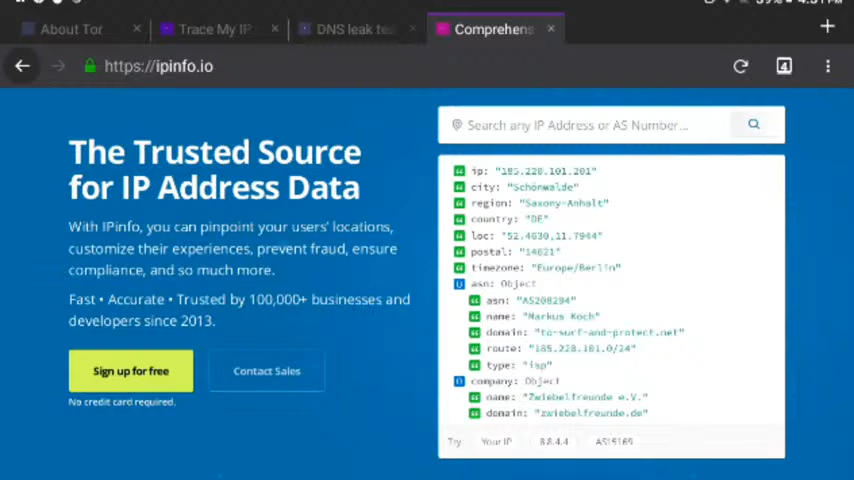 About Tor
Trace My IP
DNS leak te
Comprehens
https://ipinfo.io
4
The Trusted Source
for IP Address Data
With IPinfo, you can pinpoint your users' locations,
customize their experiences, prevent fraud, ensure
compliance, and so much more.
Fast • Accurate • Trusted by 100,000+ businesses and
developers since 2013.
Sign up for free
Contact Sales
No credit card required.
Search any IP Address or AS Number...
ip: "185.220.101.201"
city: "Schönwalde"
region: "Saxony-Anhalt"
country: "DE"
loc: "52.4630,11.7944"
postal: "14621"
timezone: "Europe/Berlin"
asn: Object
asn: "AS208294"
name: "Markus Koch"
domain: "to-surf-and-protect.net"
route: "185.220.101.0/24"
type: "isp"
company: Object
name: "Zwiebelfreunde e.V."
domain: "zwiebelfreunde.de"
Try Your IP 8.8.4.4 AS15169